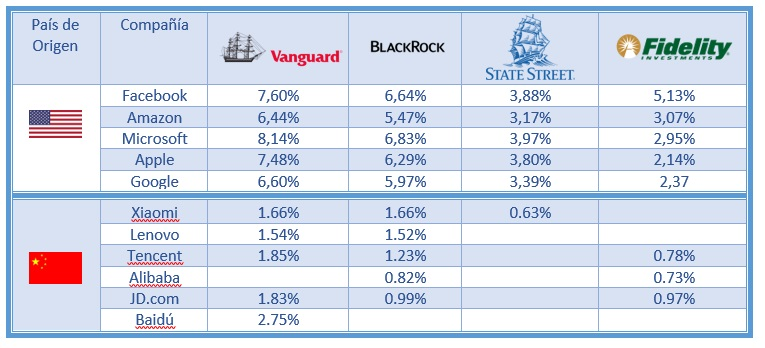 País de Origen Compañía Vanguard BLACKROCK STATE STREET. Fidelity INVESTMENTS
Facebook 7,60% 6,64% 3,88% 5,13%
Amazon 6,44% 5,47% 3,17% 3,07%
Microsoft 8,14% 6,83% 3,97% 2,95%
Apple 7,48% 6,29% 3,80% 2,14%
Google 6,60% 5,97% 3,39% 2,37
Xiaomi 1.66% 1.66% 0.63%
Lenovo 1.54% 1.52%
Tencent 1.85% 1.23% 0.78%
Alibaba 0.82% 0.73%
JD.com 1.83% 0.99% 0.97%
Baidú 2.75%